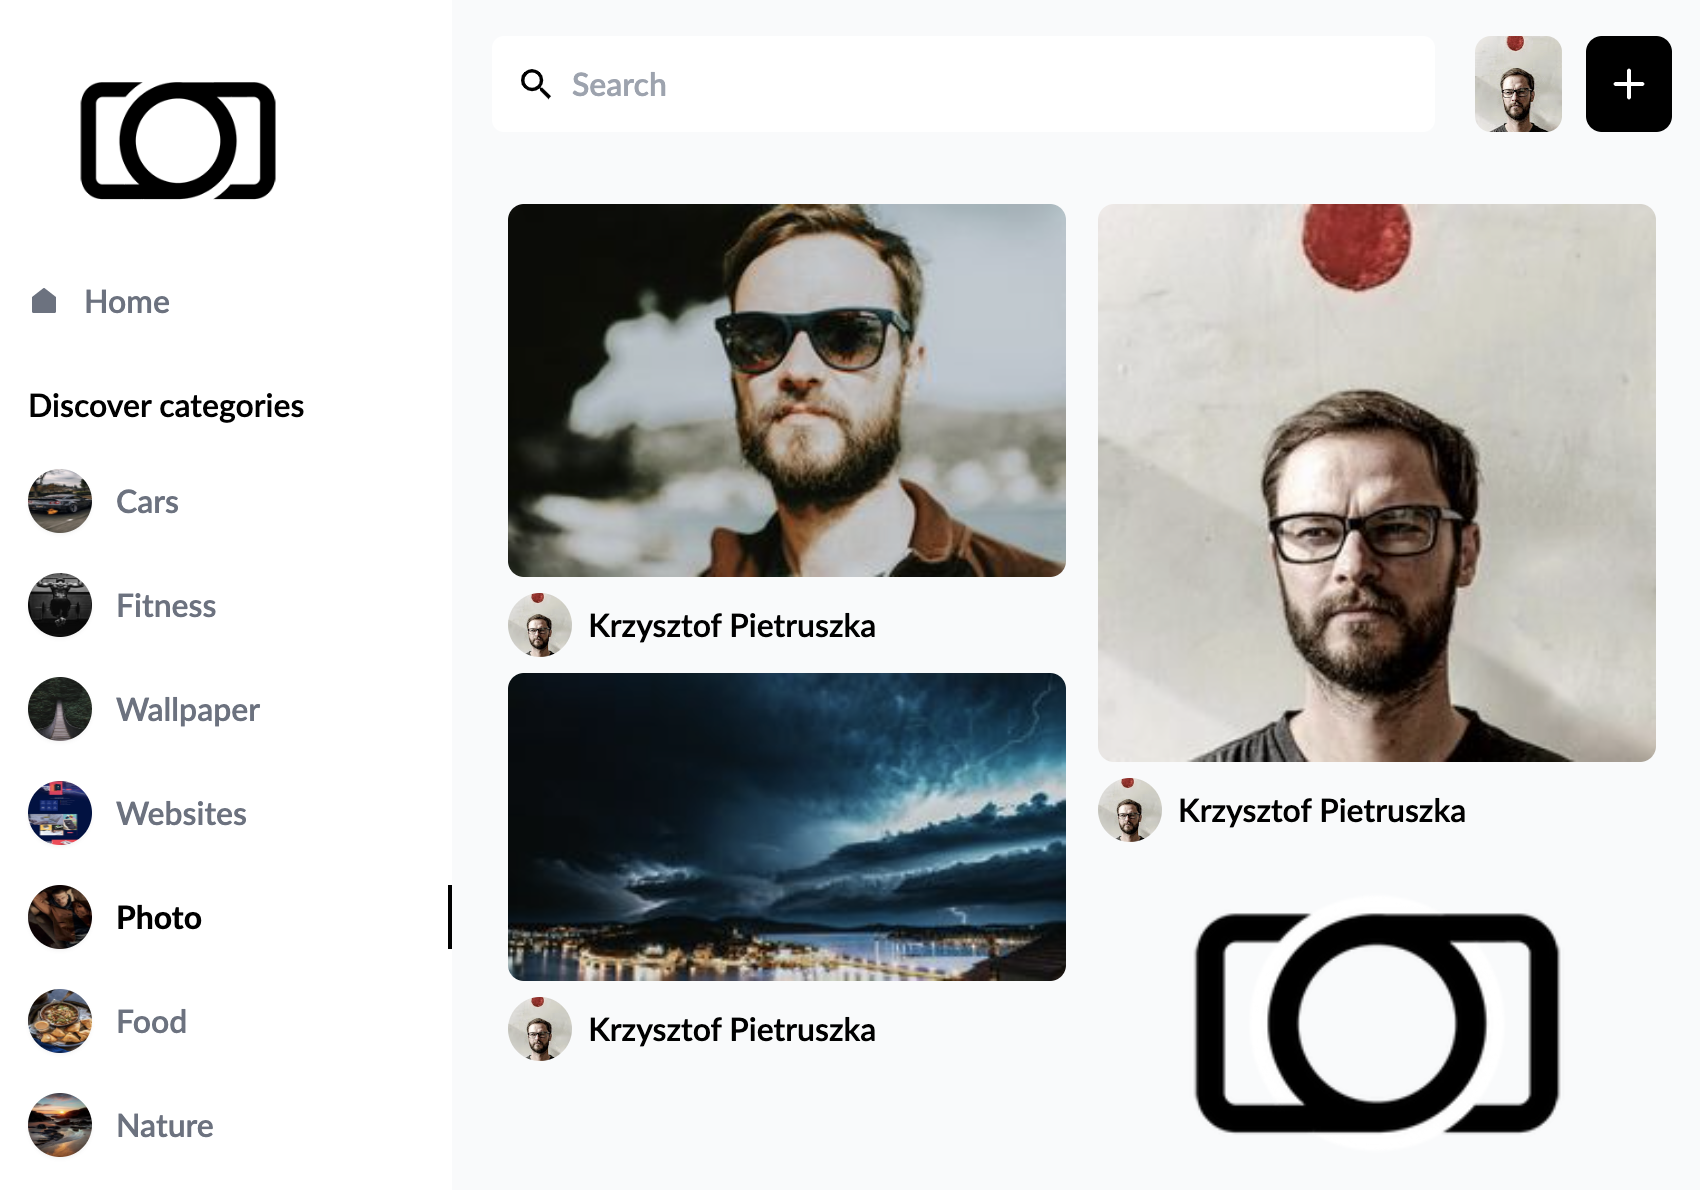 Search
Home
Discover categories
Cars
Fitness
Wallpaper
Websites
Photo
Food
Nature
Krzysztof Pietruszka
Krzysztof Pietruszka
Krzysztof Pietruszka